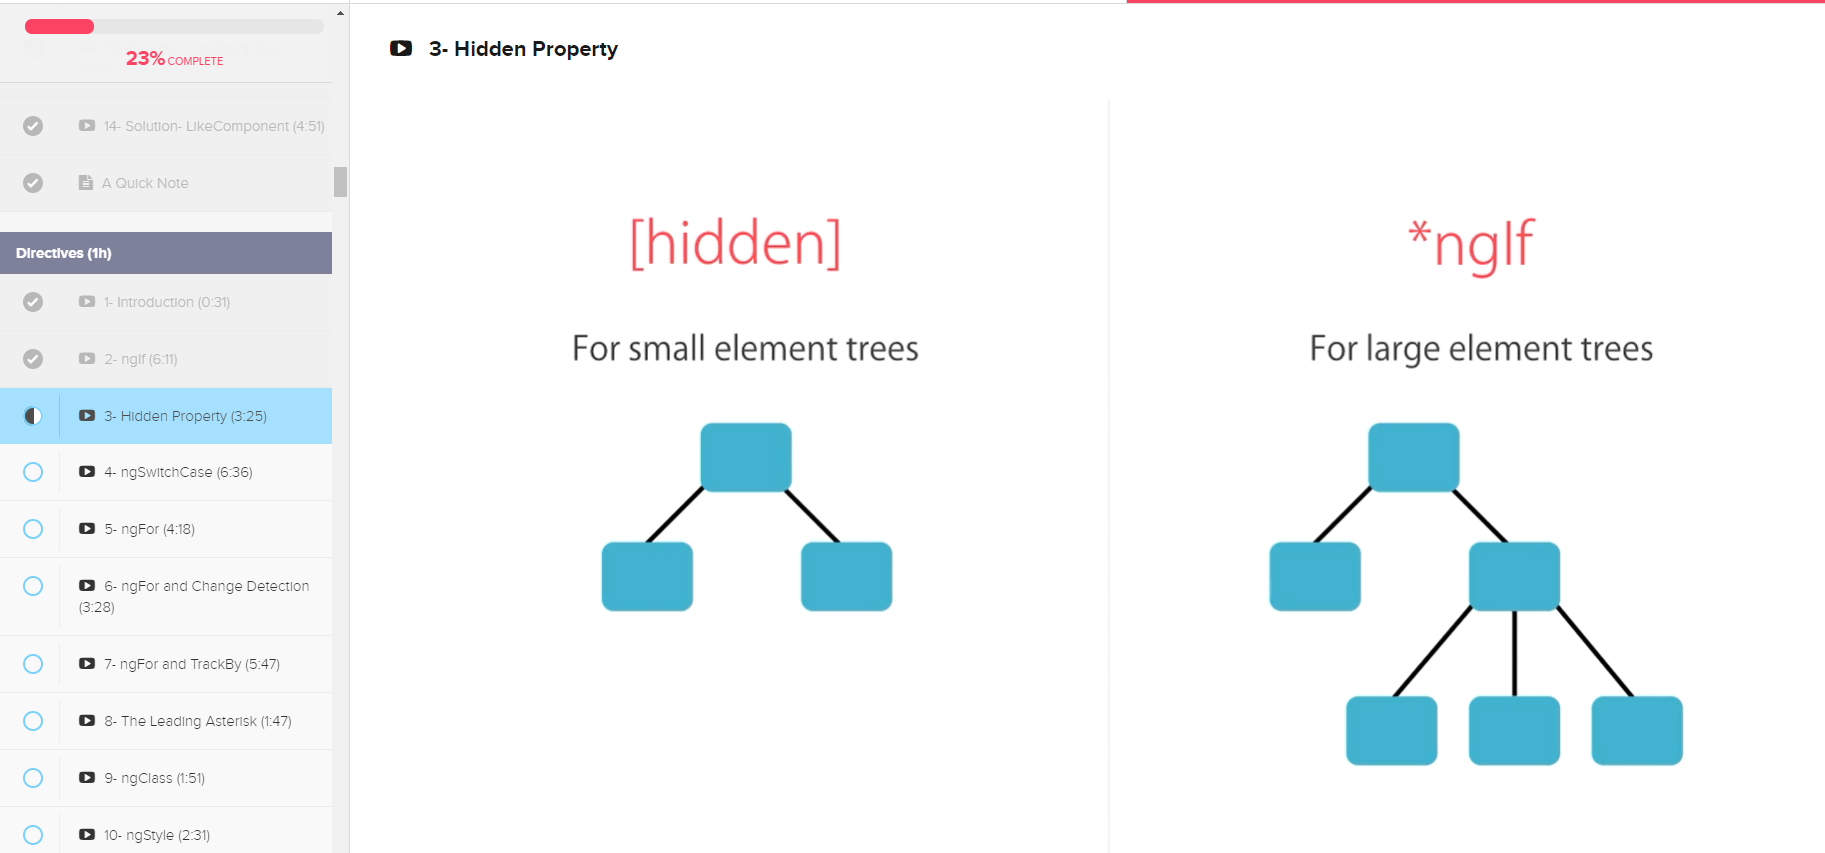 23% COMPLETE
14- Solution- LikeComponent (4:51)
A Quick Note
Directives (1h)
1- Introduction (0:31)
2- ngIf (6:11)
3- Hidden Property (3:25)
4- ngSwitchCase (6:36)
5- ngFor (4:18)
6- ngFor and Change Detection
(3:28)
7- ngFor and TrackBy (5:47)
8- The Leading Asterisk (1:47)
9- ngClass (1:51)
10- ngStyle (2:31)
3- Hidden Property
[hidden]
For small element trees
*ngIf
For large element trees